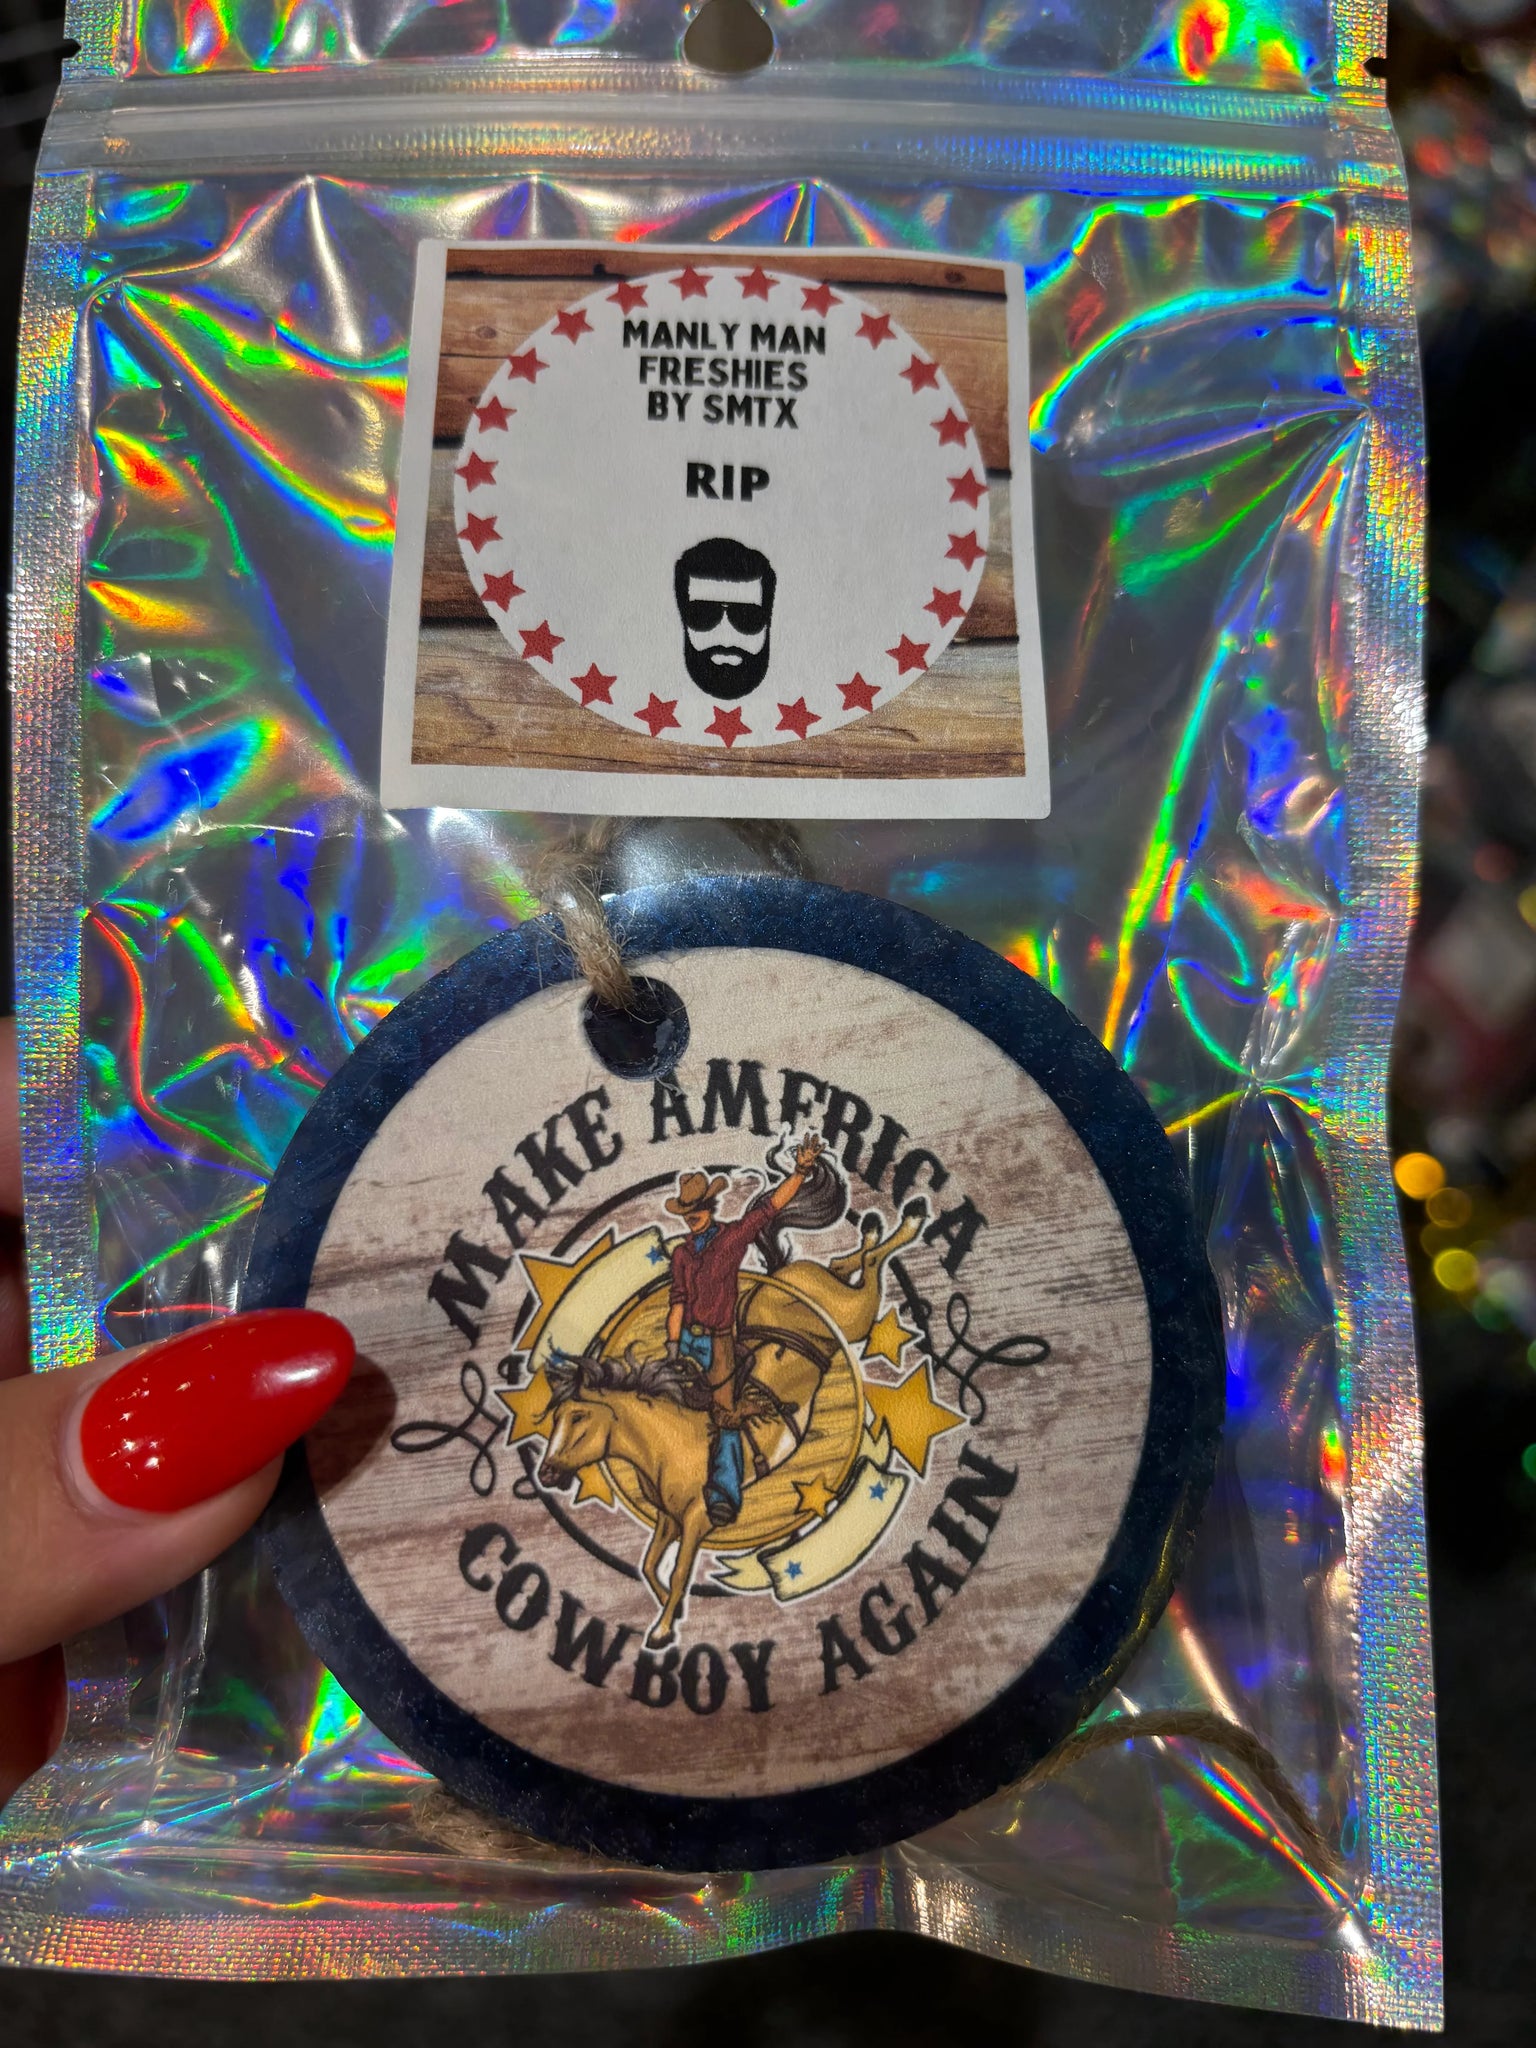 MANLY MAN
FRESHIES
BY SMTX
RIP
MAKE AMERICA
COWBOY AGAIN